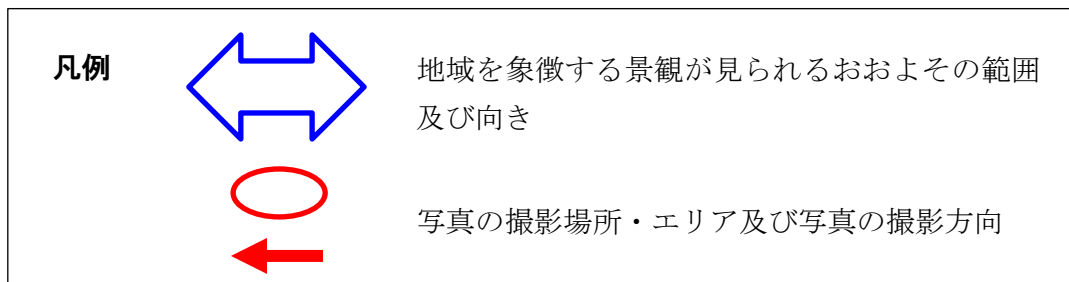 凡例
地域を象徴する景観が見られるおおよその範囲
及び向き
写真の撮影場所・エリア及び写真の撮影方向